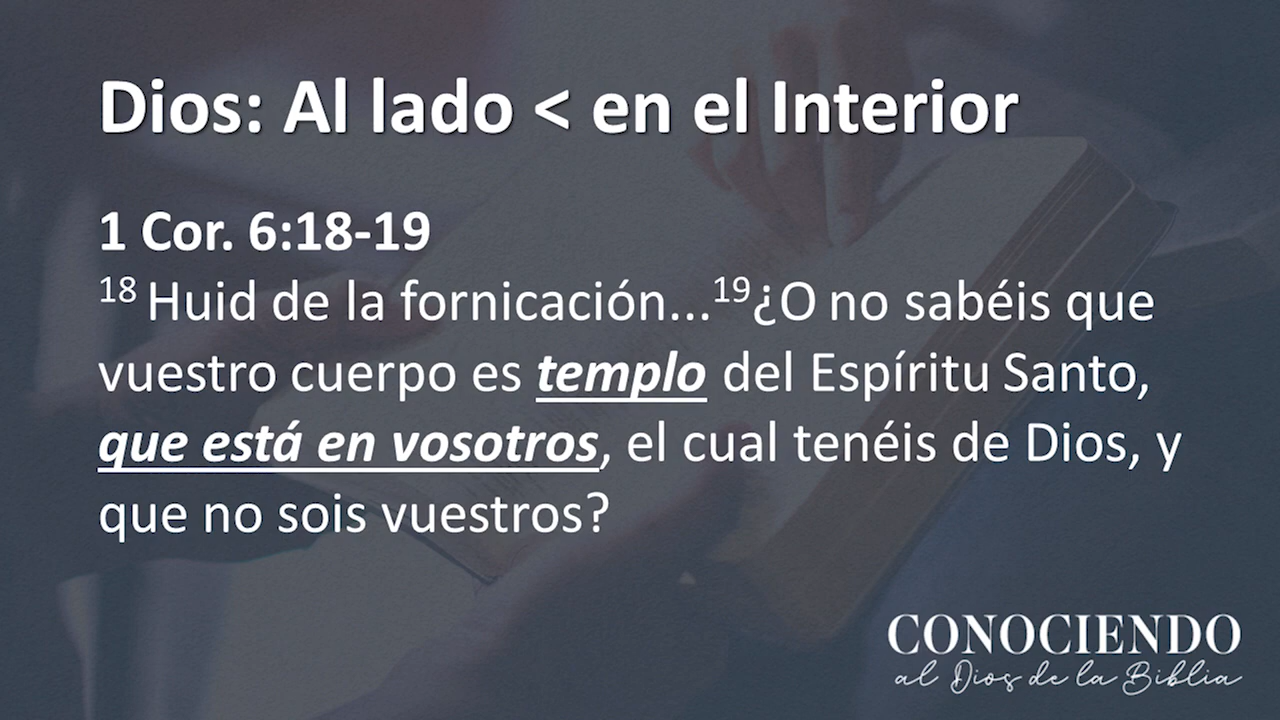 Dios: Al lado < en el Interior
1 Cor. 6:18-19
18 Huid de la fornicación...19¿O no sabéis que
vuestro cuerpo es templo del Espíritu Santo,
que está en vosotros, el cual tenéis de Dios, y
que no sois vuestros?
CONOCIENDO
al Dios de la Biblia